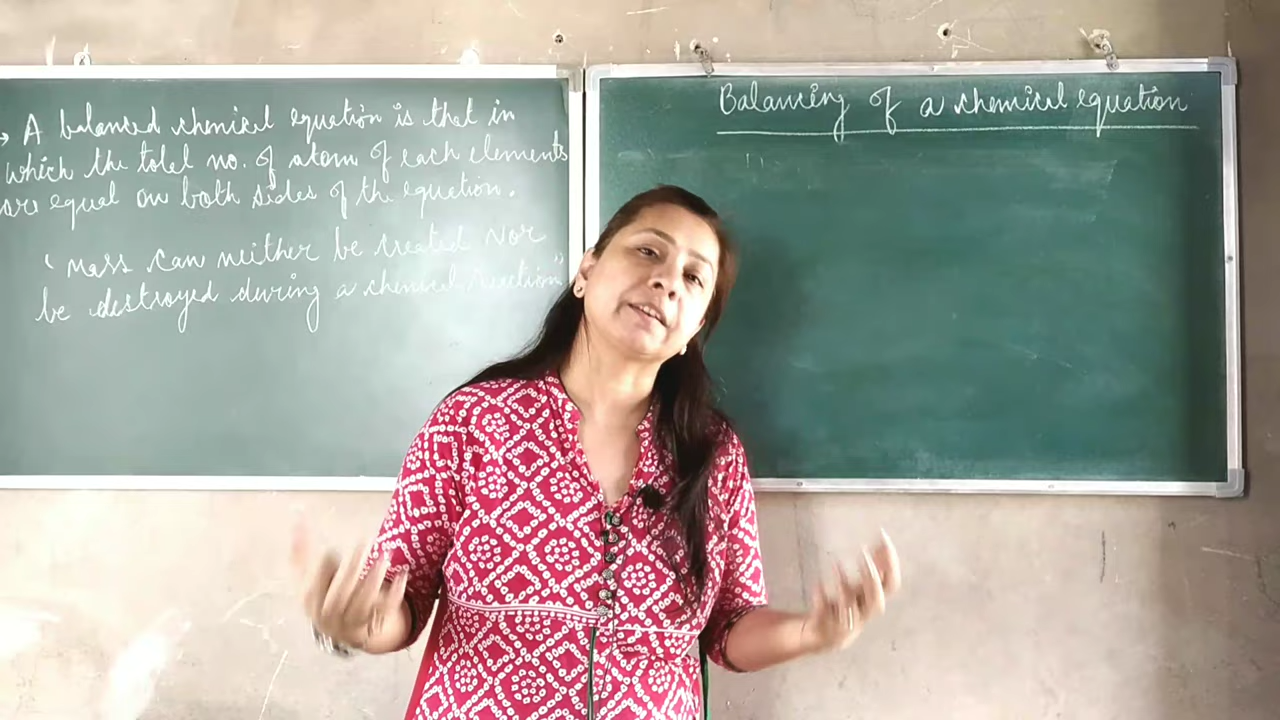 → A balanced chemical equation is that in
which the total no. of atom of each elements
are equal on both sides of the equation.
" Mass can neither be created Nor
be destroyed during a chemical reaction"
Balancing of a chemical equation